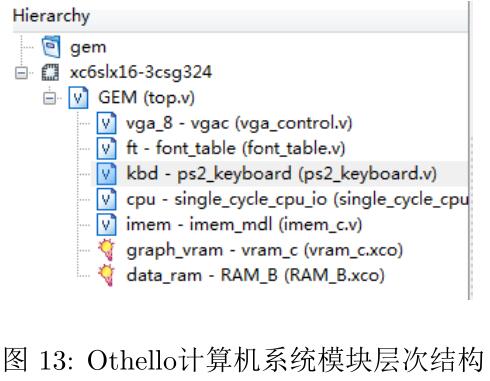 Hierarchy
gem
xc6slx16-3csg324
GEM (top.v)
vga_8 - vgac (vga_control.v)
ft - font_table (font_table.v)
kbd - ps2_keyboard (ps2_keyboard.v)
cpu - single_cycle_cpu_io (single_cycle_cpu
imem - imem_mdl (imem_c.v)
graph_vram - vram_c (vram_c.xco)
data_ram - RAM_B (RAM_B.xco)
图 13: Othello计算机系统模块层次结构